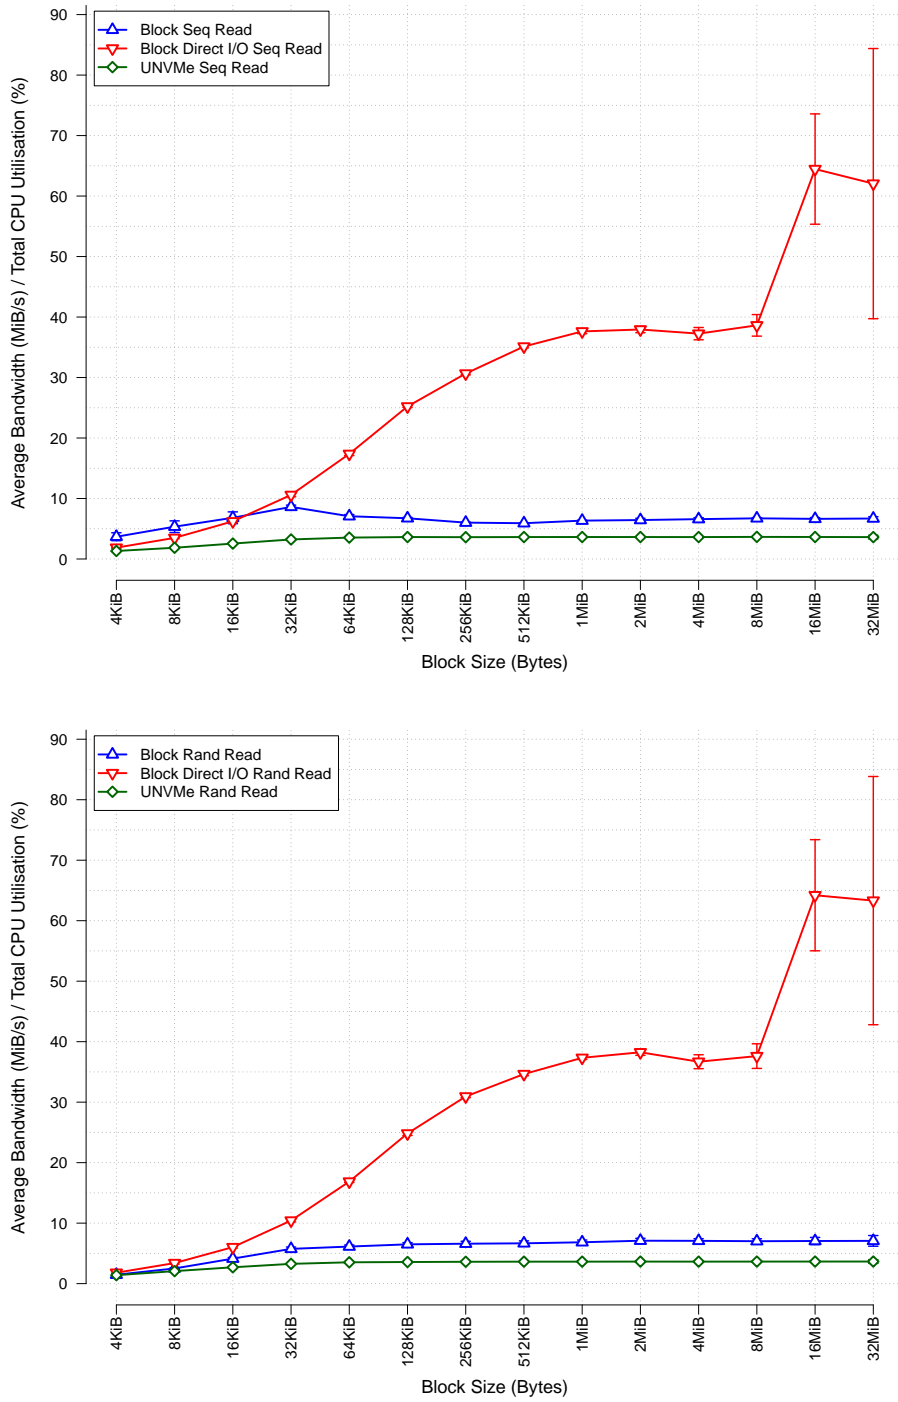 Average Bandwidth (MiB/s) / Total CPU Utilisation (%)
90
80
70
60
50
40
30
20
10
0
Block Seq Read
Block Direct I/O Seq Read
UNVMe Seq Read
4KiB
8KiB
16KiB
32KiB
64KiB
128KiB
256KiB
512KiB
1MiB
2MiB
4MiB
8MiB
16MiB
32MiB
Block Size (Bytes)
Average Bandwidth (MiB/s) / Total CPU Utilisation (%)
90
80
70
60
50
40
30
20
10
0
Block Rand Read
Block Direct I/O Rand Read
UNVMe Rand Read
4KiB
8KiB
16KiB
32KiB
64KiB
128KiB
256KiB
512KiB
1MiB
2MiB
4MiB
8MiB
16MiB
32MiB
Block Size (Bytes)